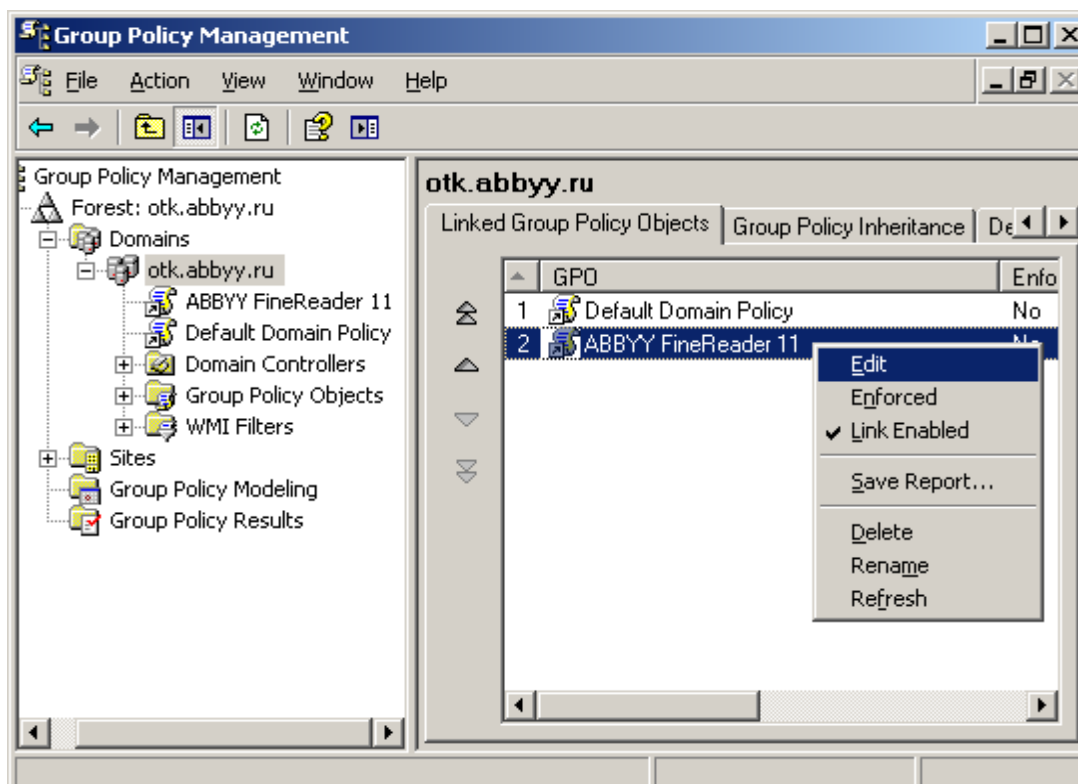 Group Policy Management
File Action View Window Help
Group Policy Management
Forest: otk.abbyy.ru
Domains
otk.abbyy.ru
ABBYY FineReader 11
Default Domain Policy
Domain Controllers
Group Policy Objects
WMI Filters
Sites
Group Policy Modeling
Group Policy Results
otk.abbyy.ru
Linked Group Policy Objects Group Policy Inheritance De
GPO Enfo
1 Default Domain Policy No
2 ABBYY FineReader 11 No
Edit
Enforced
Link Enabled
Save Report...
Delete
Rename
Refresh